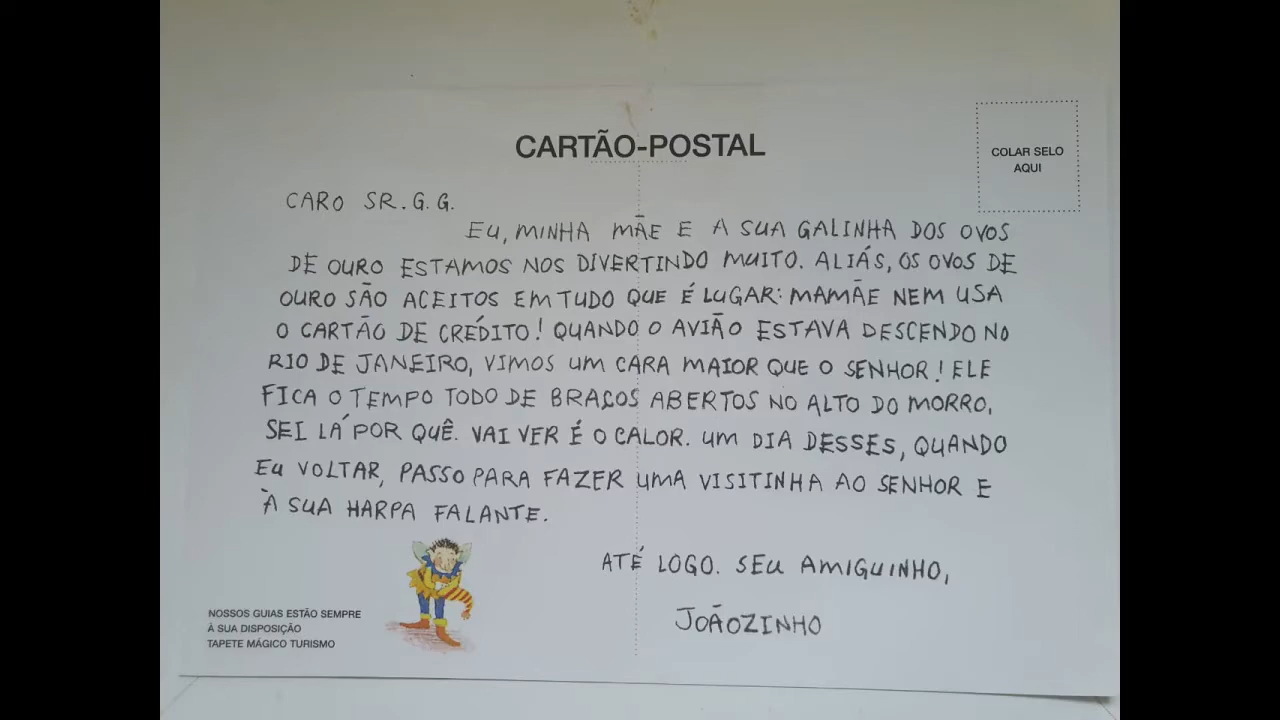 CARTÃO-POSTAL
COLAR SELO
AQUI
CARO SR. G. G.
EU, MINHA MÃE E A SUA GALINHA DOS OVOS
DE OURO ESTAMOS NOS DIVERTINDO MUITO. ALIÁS, OS OVOS DE
OURO SÃO ACEITOS EM TUDO QUE É LUGAR: MAMÃE NEM USA
O CARTÃO DE CRÉDITO! QUANDO O AVIÃO ESTAVA DESCENDO NO
RIO DE JANEIRO, VIMOS UM CARA MAIOR QUE O SENHOR! ELE
FICA O TEMPO TODO DE BRAÇOS ABERTOS NO ALTO DO MORRO,
SEI LÁ POR QUÊ. VAI VER É O CALOR. UM DIA DESSES, QUANDO
EU VOLTAR, PASSO PARA FAZER UMA VISITINHA AO SENHOR E
À SUA HARPA FALANTE.
ATÉ LOGO. SEU AMIGUINHO,
JOÃOZINHO
NOSSOS GUIAS ESTÃO SEMPRE
À SUA DISPOSIÇÃO
TAPETE MÁGICO TURISMO